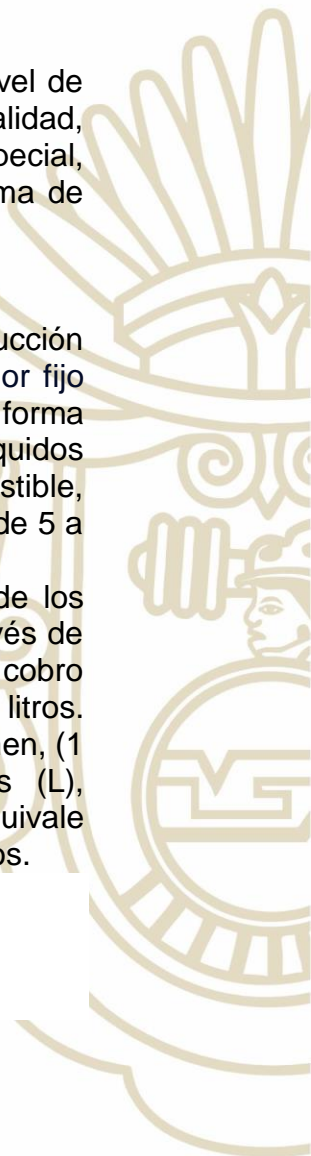 vel de
alidad,
pecial,
ma de
ucción
or fijo
forma
quidos
stible,
de 5 a
de los
vés de
cobro
litros.
nen, (1
s (L),
uivale
os.